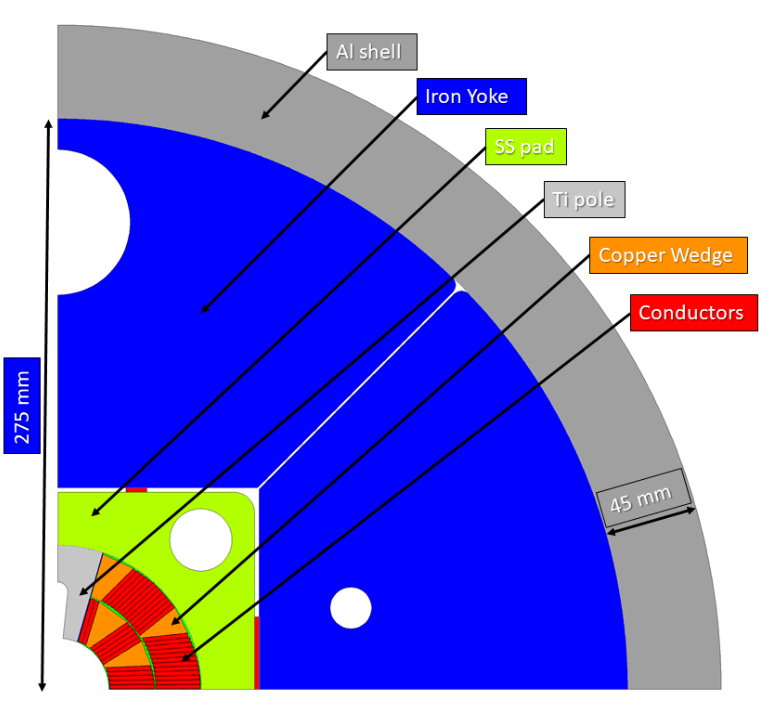 Al shell
Iron Yoke
SS pad
Ti pole
Copper Wedge
Conductors
275 mm
45 mm